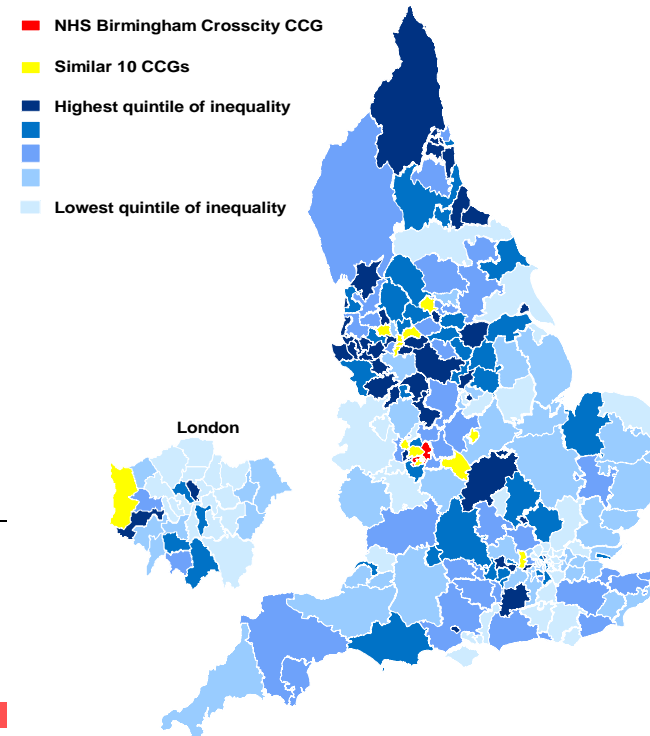 NHS Birmingham Crosscity CCG
Similar 10 CCGs
Highest quintile of inequality
Lowest quintile of inequality
London